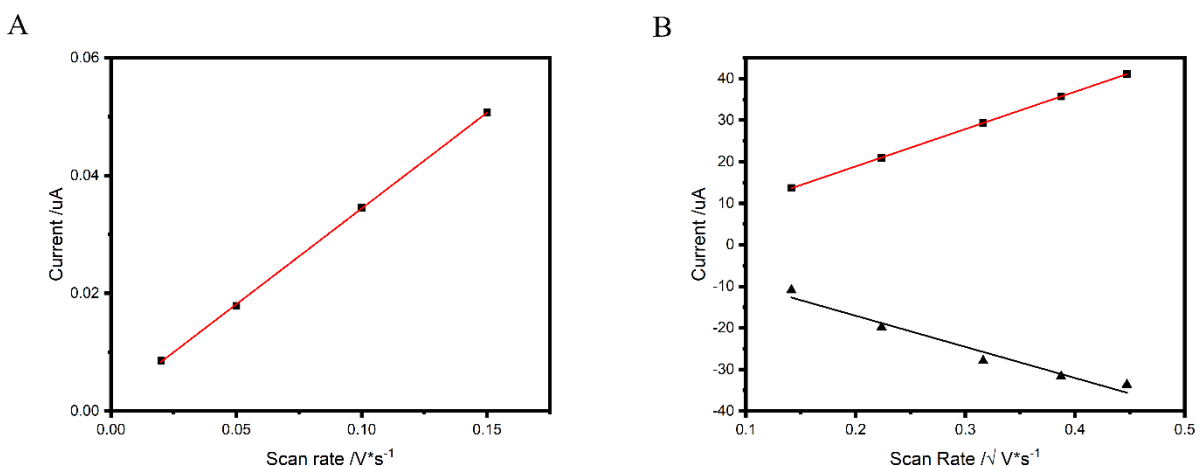 A
0.06
0.04
0.02
0.00
Current /uA
0.00 0.05 0.10 0.15
Scan rate /V*s⁻¹
B
40
30
20
10
0
-10
-20
-30
-40
Current /uA
0.1 0.2 0.3 0.4 0.5
Scan Rate /√ V*s⁻¹